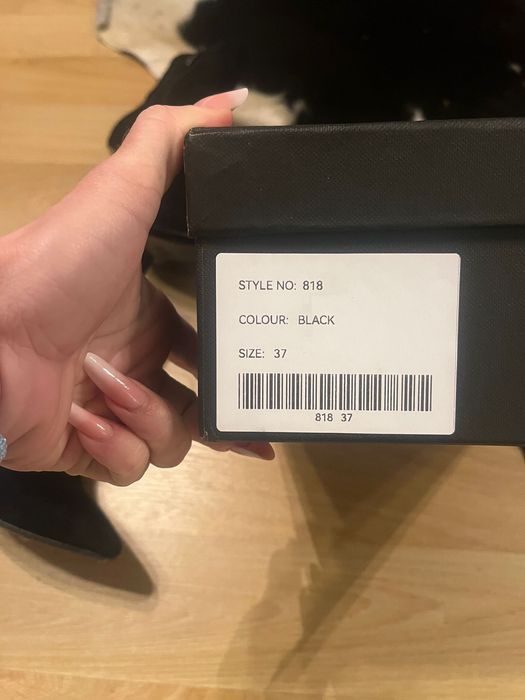 STYLE NO: 818
COLOUR: BLACK
SIZE: 37
818 37